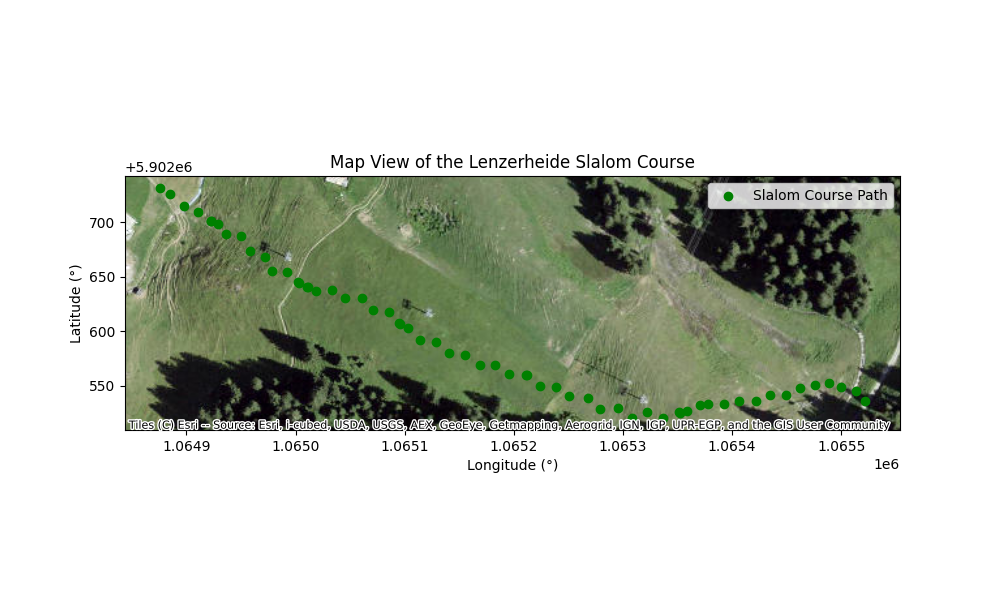 Map View of the Lenzerheide Slalom Course
+5.902e6
Slalom Course Path
700
650
600
550
Latitude (°)
Tiles (C) Esri -- Source: Esri, i-cubed, USDA, USGS, AEX, GeoEye, Getmapping, Aerogrid, IGN, IGP, UPR-EGP, and the GIS User Community
1.0649 1.0650 1.0651 1.0652 1.0653 1.0654 1.0655
1e6
Longitude (°)